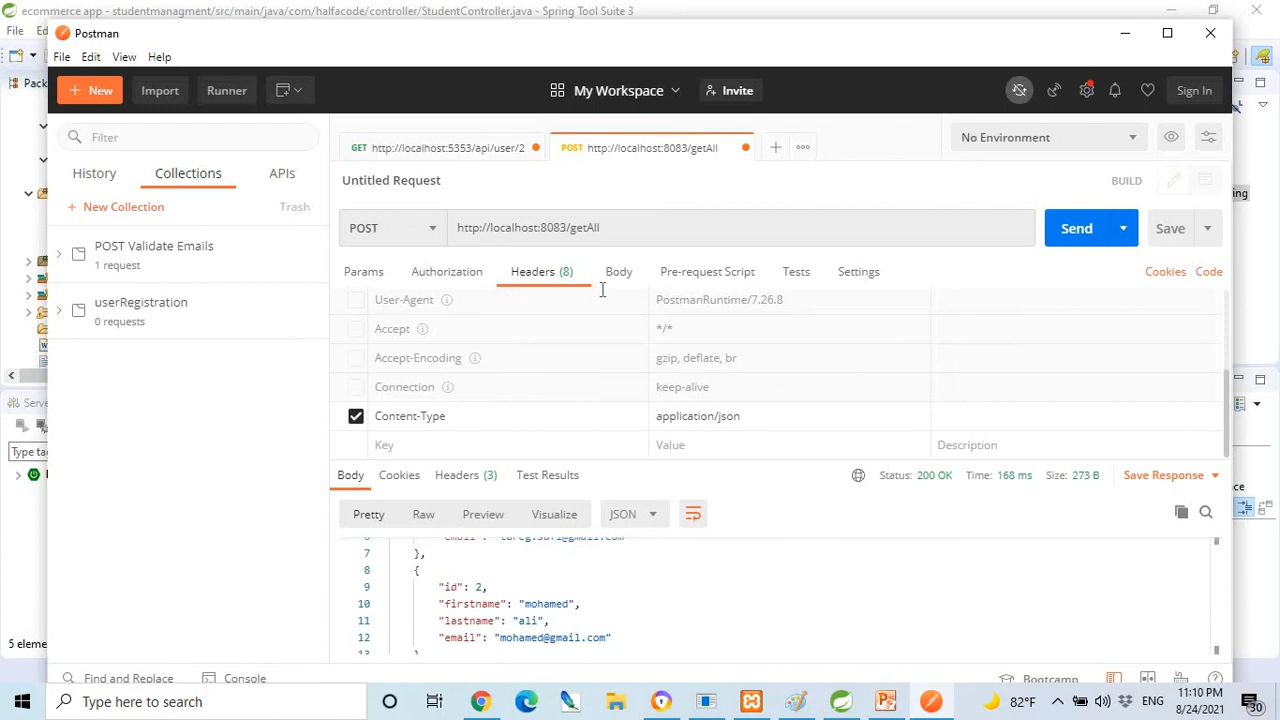 ecommerce app - studentmanagment/src/main/java/com/halfacode/controller/StudentController.java - Spring Tool Suite 3
Postman
File Edit View Help
New Import Runner My Workspace Invite Sign In
Filter
GET http://localhost:5353/api/user/2 POST http://localhost:8083/getAll No Environment
History Collections APIs
Untitled Request BUILD
New Collection Trash
POST http://localhost:8083/getAll Send Save
POST Validate Emails
1 request
userRegistration
0 requests
Params Authorization Headers (8) Body Pre-request Script Tests Settings Cookies Code
User-Agent PostmanRuntime/7.26.8
Accept */*
Accept-Encoding gzip, deflate, br
Connection keep-alive
Content-Type application/json
Key Value Description
Body Cookies Headers (3) Test Results Status: 200 OK Time: 168 ms Size: 273 B Save Response
Pretty Raw Preview Visualize JSON
7 },
8 {
9 "id": 2,
10 "firstname": "mohamed",
11 "lastname": "ali",
12 "email": "mohamed@gmail.com"
13 }
Find and Replace Console Bootcamp
Type here to search 82°F ENG 11:10 PM
8/24/2021 30